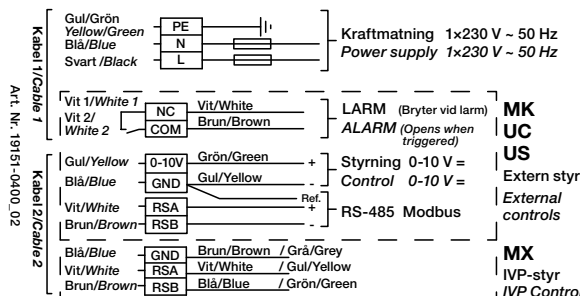 Gul/Grön
Yellow/Green PE
Blå/Blue N
Svart/Black L
Kraftmatning 1×230 V ~ 50 Hz
Power supply 1×230 V ~ 50 Hz
Kabel 1/Cable 1
Art. Nr. 19151-0400_02
Vit 1/White 1 NC Vit/White
Vit 2/
White 2 COM Brun/Brown
LARM (Bryter vid larm)
ALARM (Opens when
triggered)
MK
UC
US
Extern styr
External
controls
Kabel 2/Cable 2
Gul/Yellow 0-10V Grön/Green +
Blå/Blue GND Gul/Yellow -
Styrning 0-10 V =
Control 0-10 V =
Ref.
Vit/White RSA +
Brun/Brown RSB -
RS-485 Modbus
Blå/Blue GND Brun/Brown / Grå/Grey
Vit/White RSA Vit/White / Gul/Yellow
Brun/Brown RSB Blå/Blue / Grön/Green
MX
IVP-styr
IVP Control